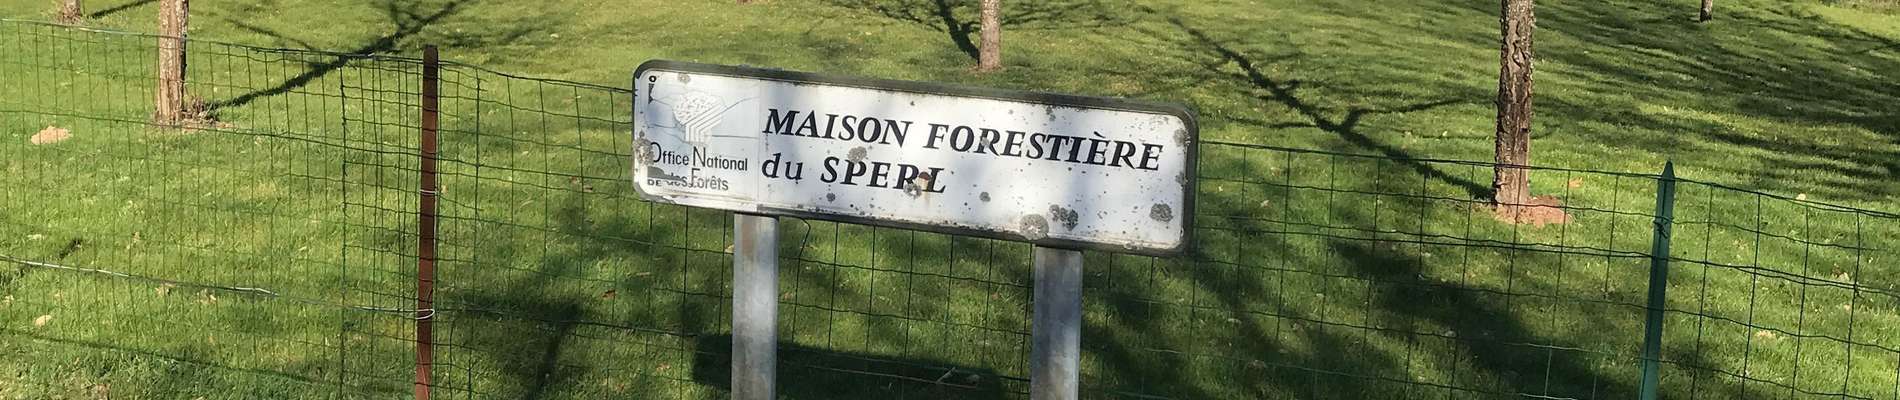 MAISON FORESTIÈRE
du SPERL
Office National
des Forêts